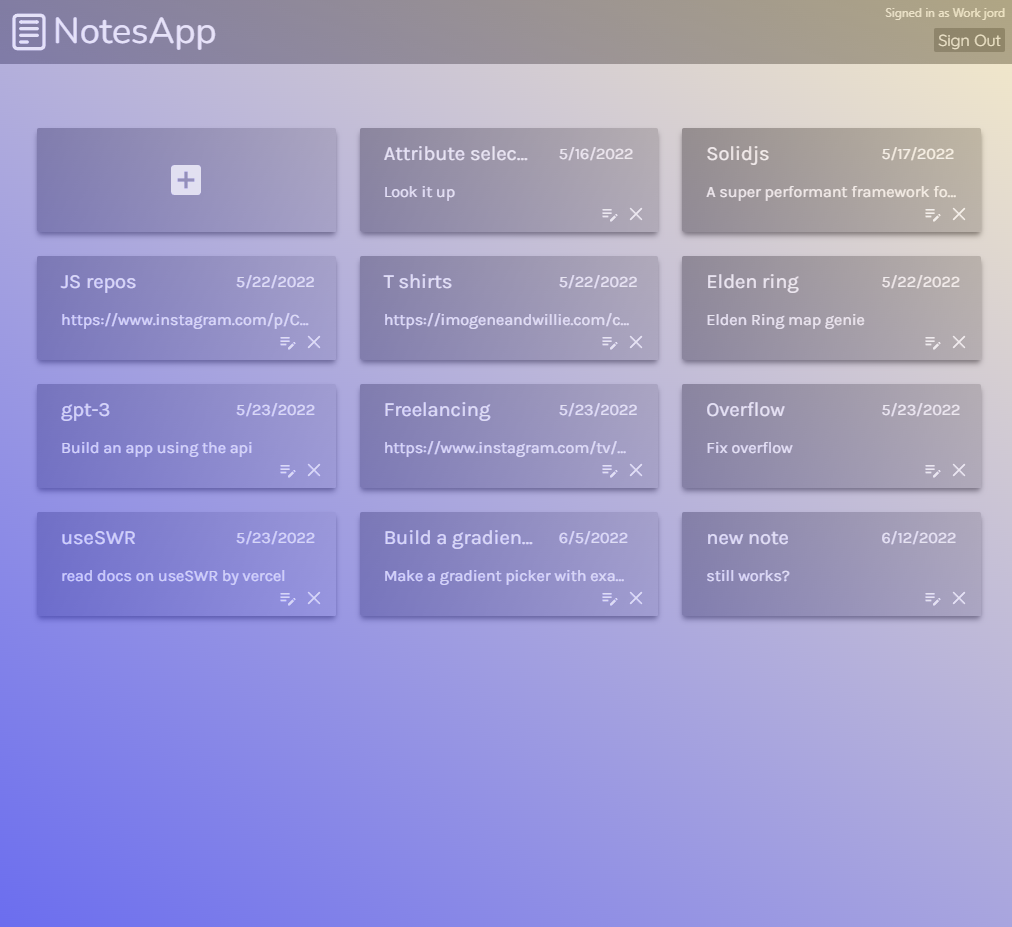 NotesApp
Signed in as Work jord
Sign Out
Attribute selec... 5/16/2022
Look it up
Solidjs 5/17/2022
A super performant framework fo...
JS repos 5/22/2022
https://www.instagram.com/p/C...
T shirts 5/22/2022
https://imogeneandwillie.com/c...
Elden ring 5/22/2022
Elden Ring map genie
gpt-3 5/23/2022
Build an app using the api
Freelancing 5/23/2022
https://www.instagram.com/tv/...
Overflow 5/23/2022
Fix overflow
useSWR 5/23/2022
read docs on useSWR by vercel
Build a gradien... 6/5/2022
Make a gradient picker with exa...
new note 6/12/2022
still works?